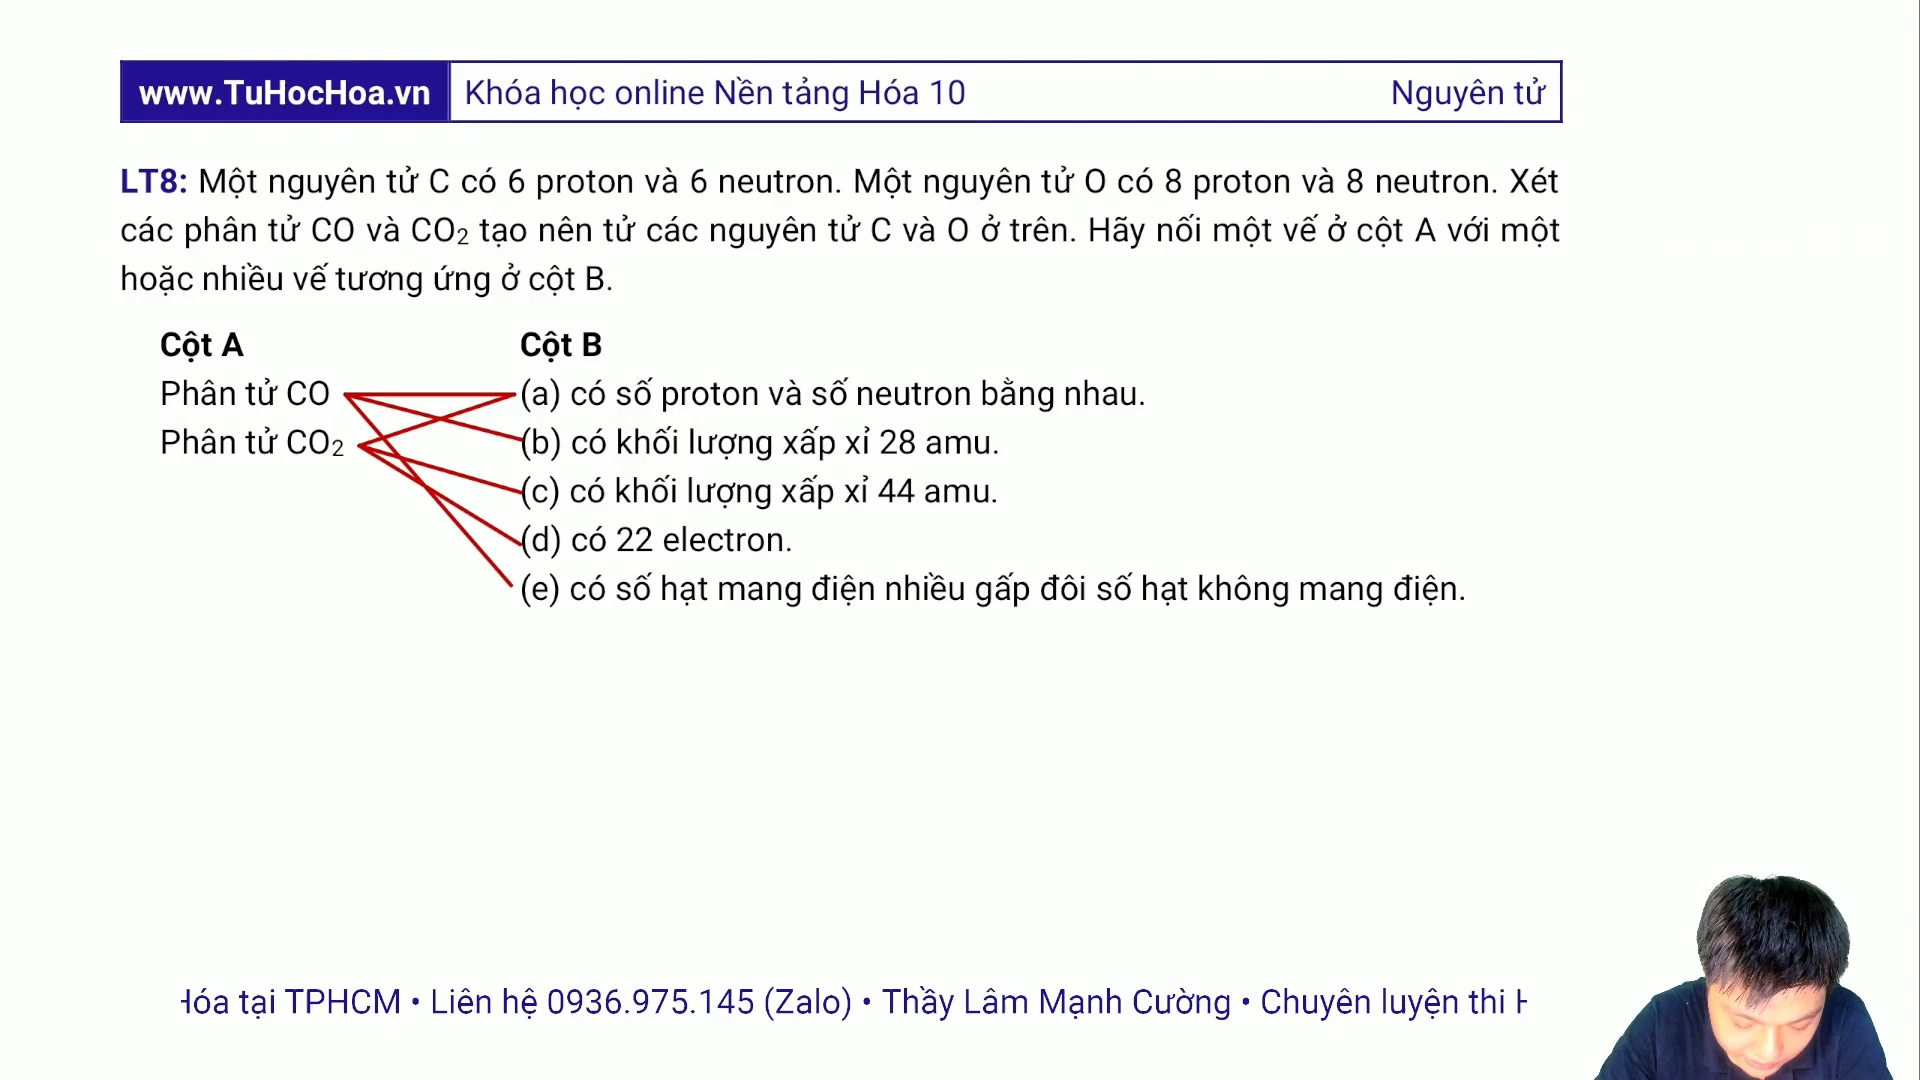 www.TuHocHoa.vn Khóa học online Nền tảng Hóa 10 Nguyên tử
LT8: Một nguyên tử C có 6 proton và 6 neutron. Một nguyên tử O có 8 proton và 8 neutron. Xét
các phân tử CO và CO₂ tạo nên tử các nguyên tử C và O ở trên. Hãy nối một vế ở cột A với một
hoặc nhiều vế tương ứng ở cột B.
Cột A Cột B
Phân tử CO (a) có số proton và số neutron bằng nhau.
Phân tử CO₂ (b) có khối lượng xấp xỉ 28 amu.
(c) có khối lượng xấp xỉ 44 amu.
(d) có 22 electron.
(e) có số hạt mang điện nhiều gấp đôi số hạt không mang điện.
Hóa tại TPHCM • Liên hệ 0936.975.145 (Zalo) • Thầy Lâm Mạnh Cường • Chuyên luyện thi H